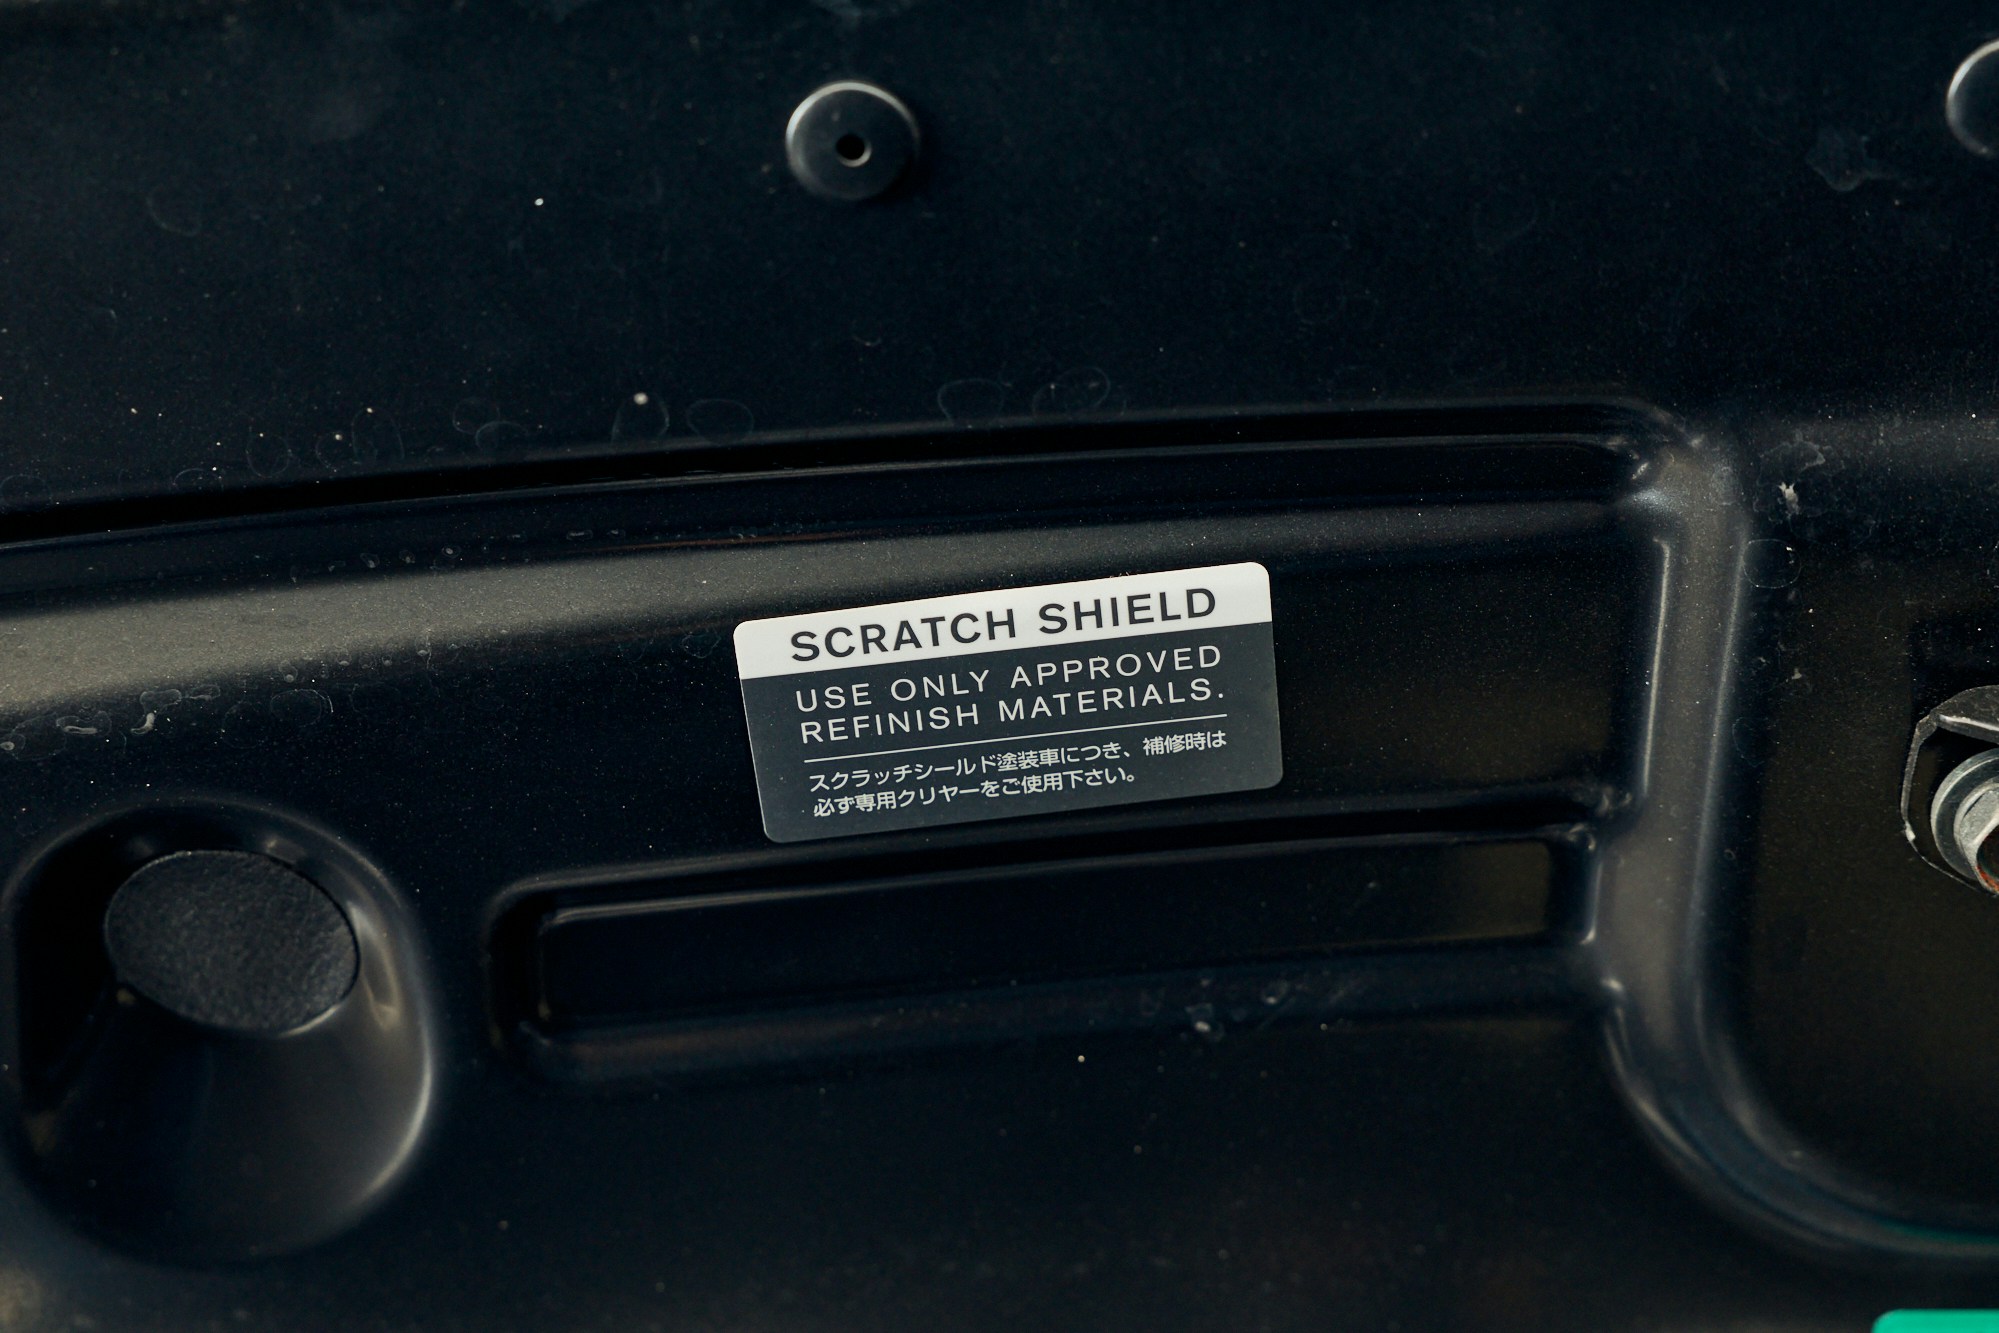 SCRATCH SHIELD
USE ONLY APPROVED
REFINISH MATERIALS.
スクラッチシールド塗装車につき、補修時は
必ず専用クリヤーをご使用下さい。